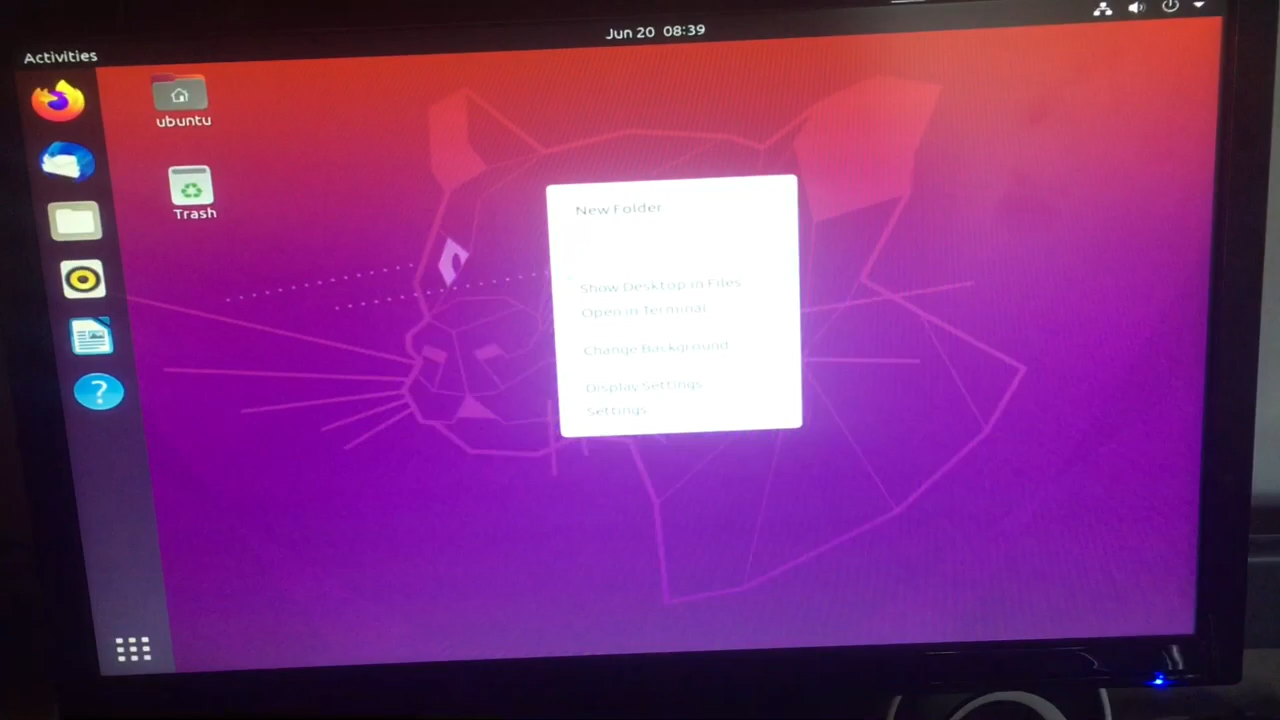 Jun 20 08:39
Activities
ubuntu
Trash
New Folder
Show Desktop in Files
Open in Terminal
Change Background
Display Settings
Settings
?